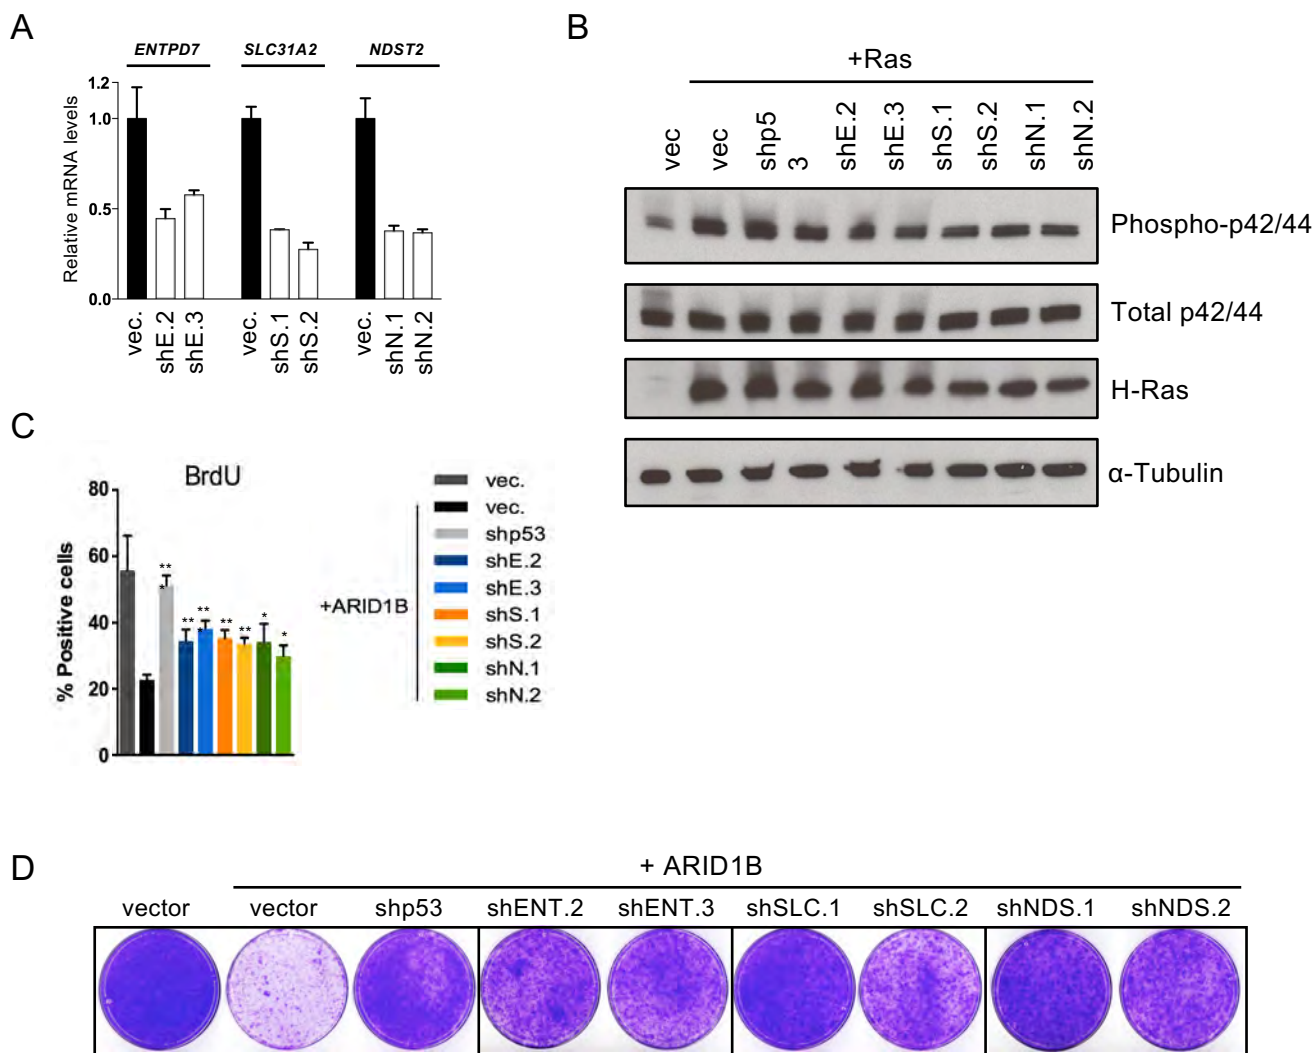 A
ENTPD7 SLC31A2 NDST2
Relative mRNA levels
1.2
1.0
0.5
0.0
vec. shE.2 shE.3 vec. shS.1 shS.2 vec. shN.1 shN.2
B
+Ras
vec vec shp5 3 shE.2 shE.3 shS.1 shS.2 shN.1 shN.2
Phospho-p42/44
Total p42/44
H-Ras
α-Tubulin
C
BrdU
% Positive cells
80
60
40
20
0
** * ** ** * ** ** * *
+ARID1B
vec.
vec.
shp53
shE.2
shE.3
shS.1
shS.2
shN.1
shN.2
D
+ ARID1B
vector vector shp53 shENT.2 shENT.3 shSLC.1 shSLC.2 shNDS.1 shNDS.2